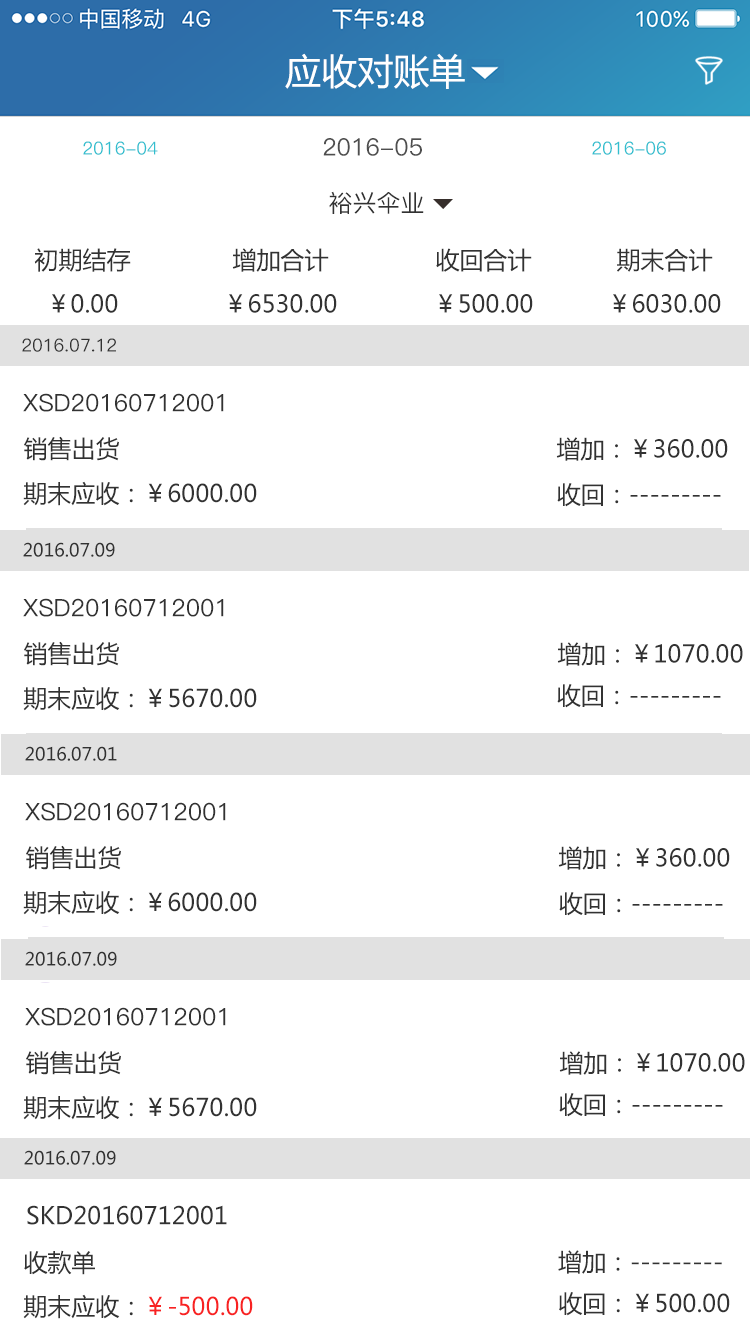 中国移动 4G 下午5:48 100%
应收对账单
2016-04 2016-05 2016-06
裕兴伞业
初期结存 增加合计 收回合计 期末合计
¥0.00 ¥6530.00 ¥500.00 ¥6030.00
2016.07.12
XSD20160712001
销售出货 增加：¥360.00
期末应收：¥6000.00 收回：---------
2016.07.09
XSD20160712001
销售出货 增加：¥1070.00
期末应收：¥5670.00 收回：---------
2016.07.01
XSD20160712001
销售出货 增加：¥360.00
期末应收：¥6000.00 收回：---------
2016.07.09
XSD20160712001
销售出货 增加：¥1070.00
期末应收：¥5670.00 收回：---------
2016.07.09
SKD20160712001
收款单 增加：---------
期末应收：¥-500.00 收回：¥500.00